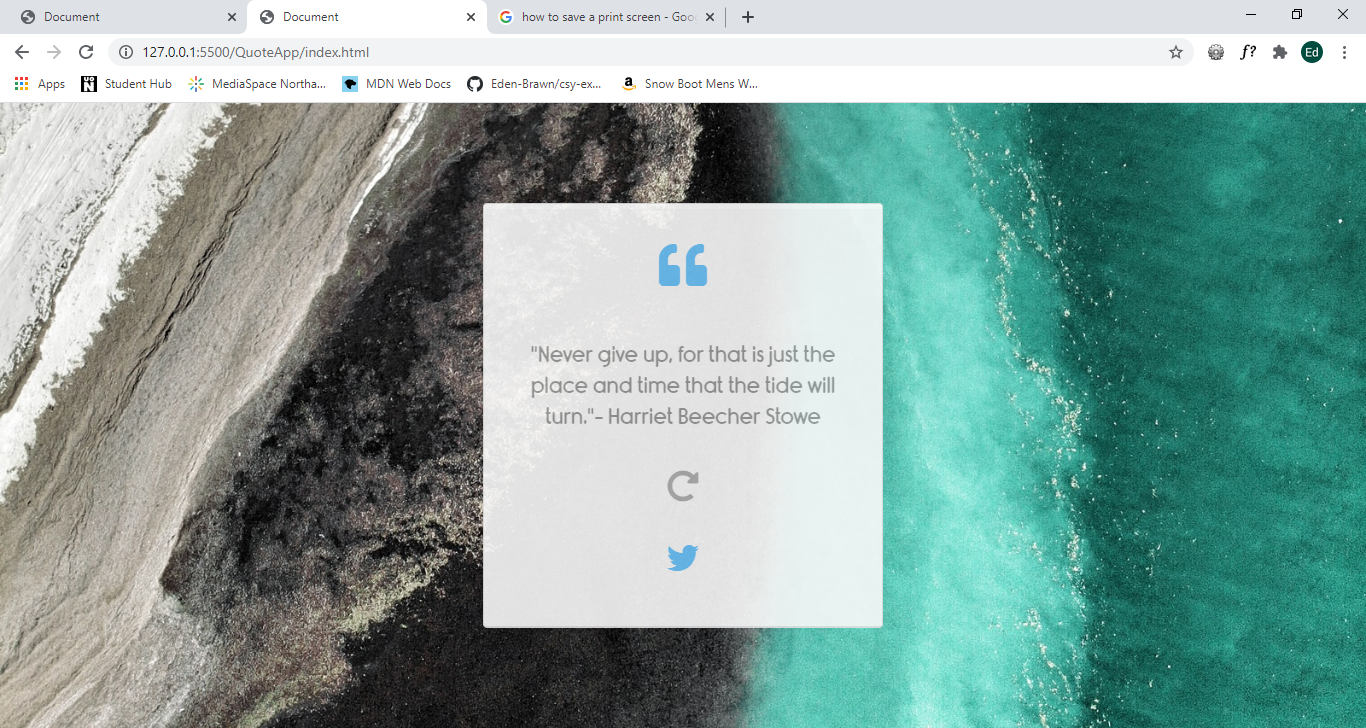 Document
Document
how to save a print screen - Goo
127.0.0.1:5500/QuoteApp/index.html
f?
Ed
Apps
UO
N
Student Hub
MediaSpace Northa...
MDN Web Docs
Eden-Brawn/csy-ex...
a
Snow Boot Mens W...
"Never give up, for that is just the
place and time that the tide will
turn."- Harriet Beecher Stowe